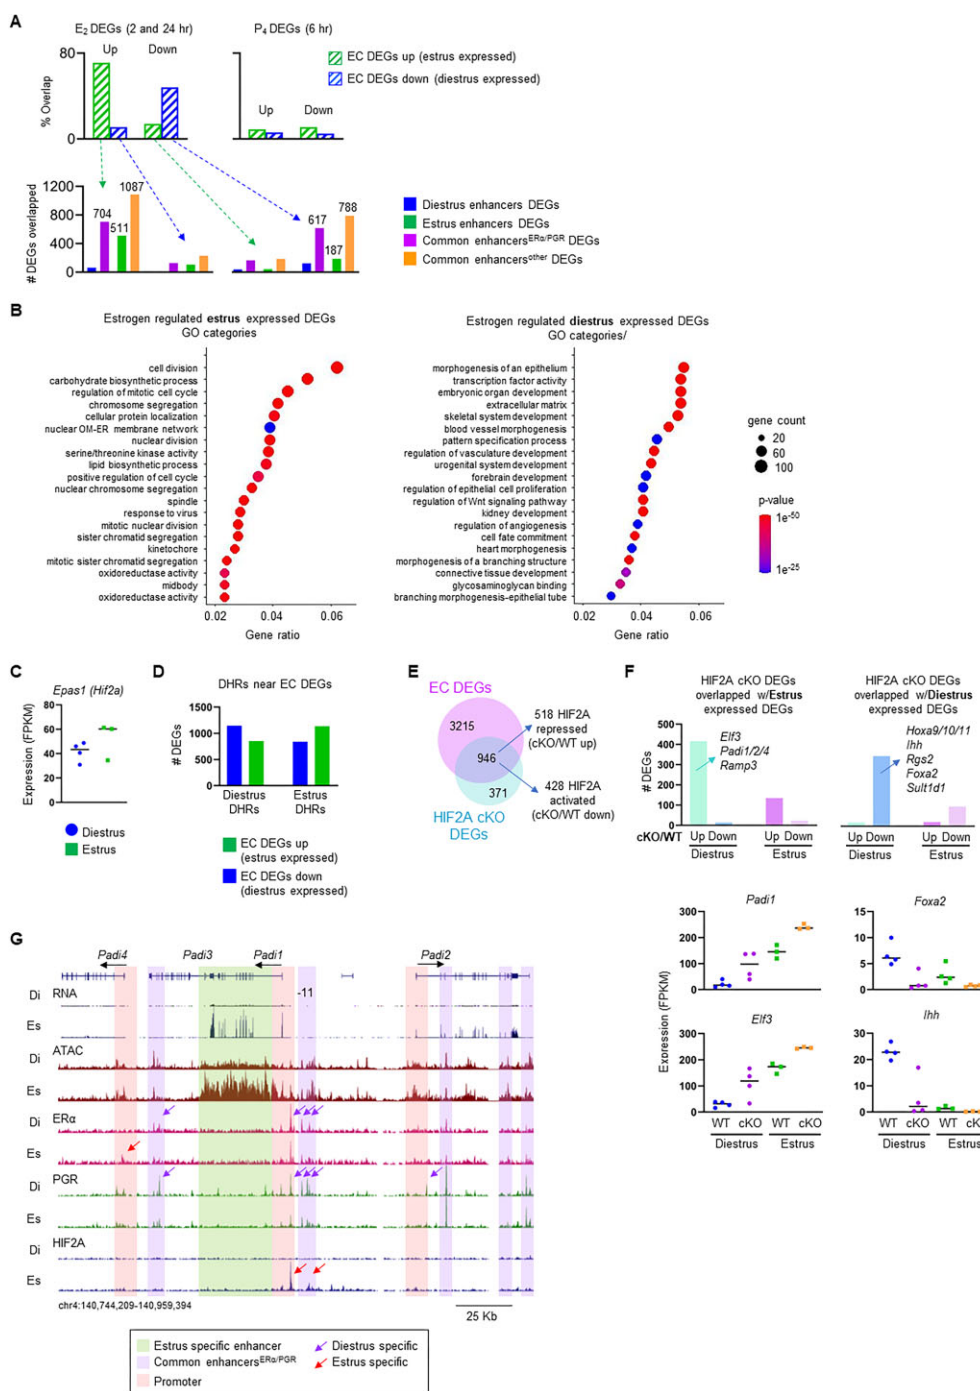 A
E2 DEGs (2 and 24 hr)
P4 DEGs (6 hr)
Up
Down
EC DEGs up (estrus expressed)
EC DEGs down (diestrus expressed)
80
% Overlap
0
Up
Down
1200
800
400
0
# DEGs overlapped
704
511
1087
617
187
788
Diestrus enhancers DEGs
Estrus enhancers DEGs
Common enhancersERα/PGR DEGs
Common enhancersother DEGs
B
Estrogen regulated estrus expressed DEGs
GO categories
cell division
carbohydrate biosynthetic process
regulation of mitotic cell cycle
chromosome segregation
cellular protein localization
nuclear OM-ER membrane network
nuclear division
serine/threonine kinase activity
lipid biosynthetic process
positive regulation of cell cycle
nuclear chromosome segregation
spindle
response to virus
mitotic nuclear division
sister chromatid segregation
kinetochore
mitotic sister chromatid segregation
oxidoreductase activity
midbody
oxidoreductase activity
0.02
0.04
0.06
Gene ratio
Estrogen regulated diestrus expressed DEGs
GO categories/
morphogenesis of an epithelium
transcription factor activity
embryonic organ development
extracellular matrix
skeletal system development
blood vessel morphogenesis
pattern specification process
regulation of vasculature development
urogenital system development
forebrain development
regulation of epithelial cell proliferation
regulation of Wnt signaling pathway
kidney development
regulation of angiogenesis
cell fate commitment
heart morphogenesis
morphogenesis of a branching structure
connective tissue development
glycosaminoglycan binding
branching morphogenesis-epithelial tube
0.02
0.04
0.06
Gene ratio
gene count
20
60
100
p-value
1e-50
1e-25
C
Epas1 (Hif2a)
80
60
40
20
0
Expression (FPKM)
Diestrus
Estrus
D
DHRs near EC DEGs
1500
1000
500
0
# DEGs
Diestrus
DHRs
Estrus
DHRs
EC DEGs up
(estrus expressed)
EC DEGs down
(diestrus expressed)
E
EC DEGs
3215
946
371
HIF2A cKO
DEGs
518 HIF2A
repressed
(cKO/WT up)
428 HIF2A
activated
(cKO/WT down)
F
HIF2A cKO DEGs
overlapped w/Estrus
expressed DEGs
HIF2A cKO DEGs
overlapped w/Diestrus
expressed DEGs
500
400
300
200
100
0
# DEGs
Elf3
Padi1/2/4
Ramp3
Hoxa9/10/11
Ihh
Rgs2
Foxa2
Sult1d1
cKO/WT
Up Down
Up Down
Up Down
Up Down
Diestrus
Estrus
Diestrus
Estrus
Padi1
300
200
100
0
Foxa2
15
10
5
0
Expression (FPKM)
Elf3
300
200
100
0
Ihh
40
30
20
10
0
WT cKO
WT cKO
WT cKO
WT cK
Diestrus
Estrus
Diestrus
Estrus
G
Padi4
Padi3
Padi1
Padi2
-11
Di RNA
Es
ATAC
Di
Es
ERα
Di
Es
PGR
Di
Es
HIF2A
Di
Es
chr4:140,744,209-140,959,394
25 Kb
Estrus specific enhancer
Common enhancersERα/PGR
Promoter
Diestrus specific
Estrus specific